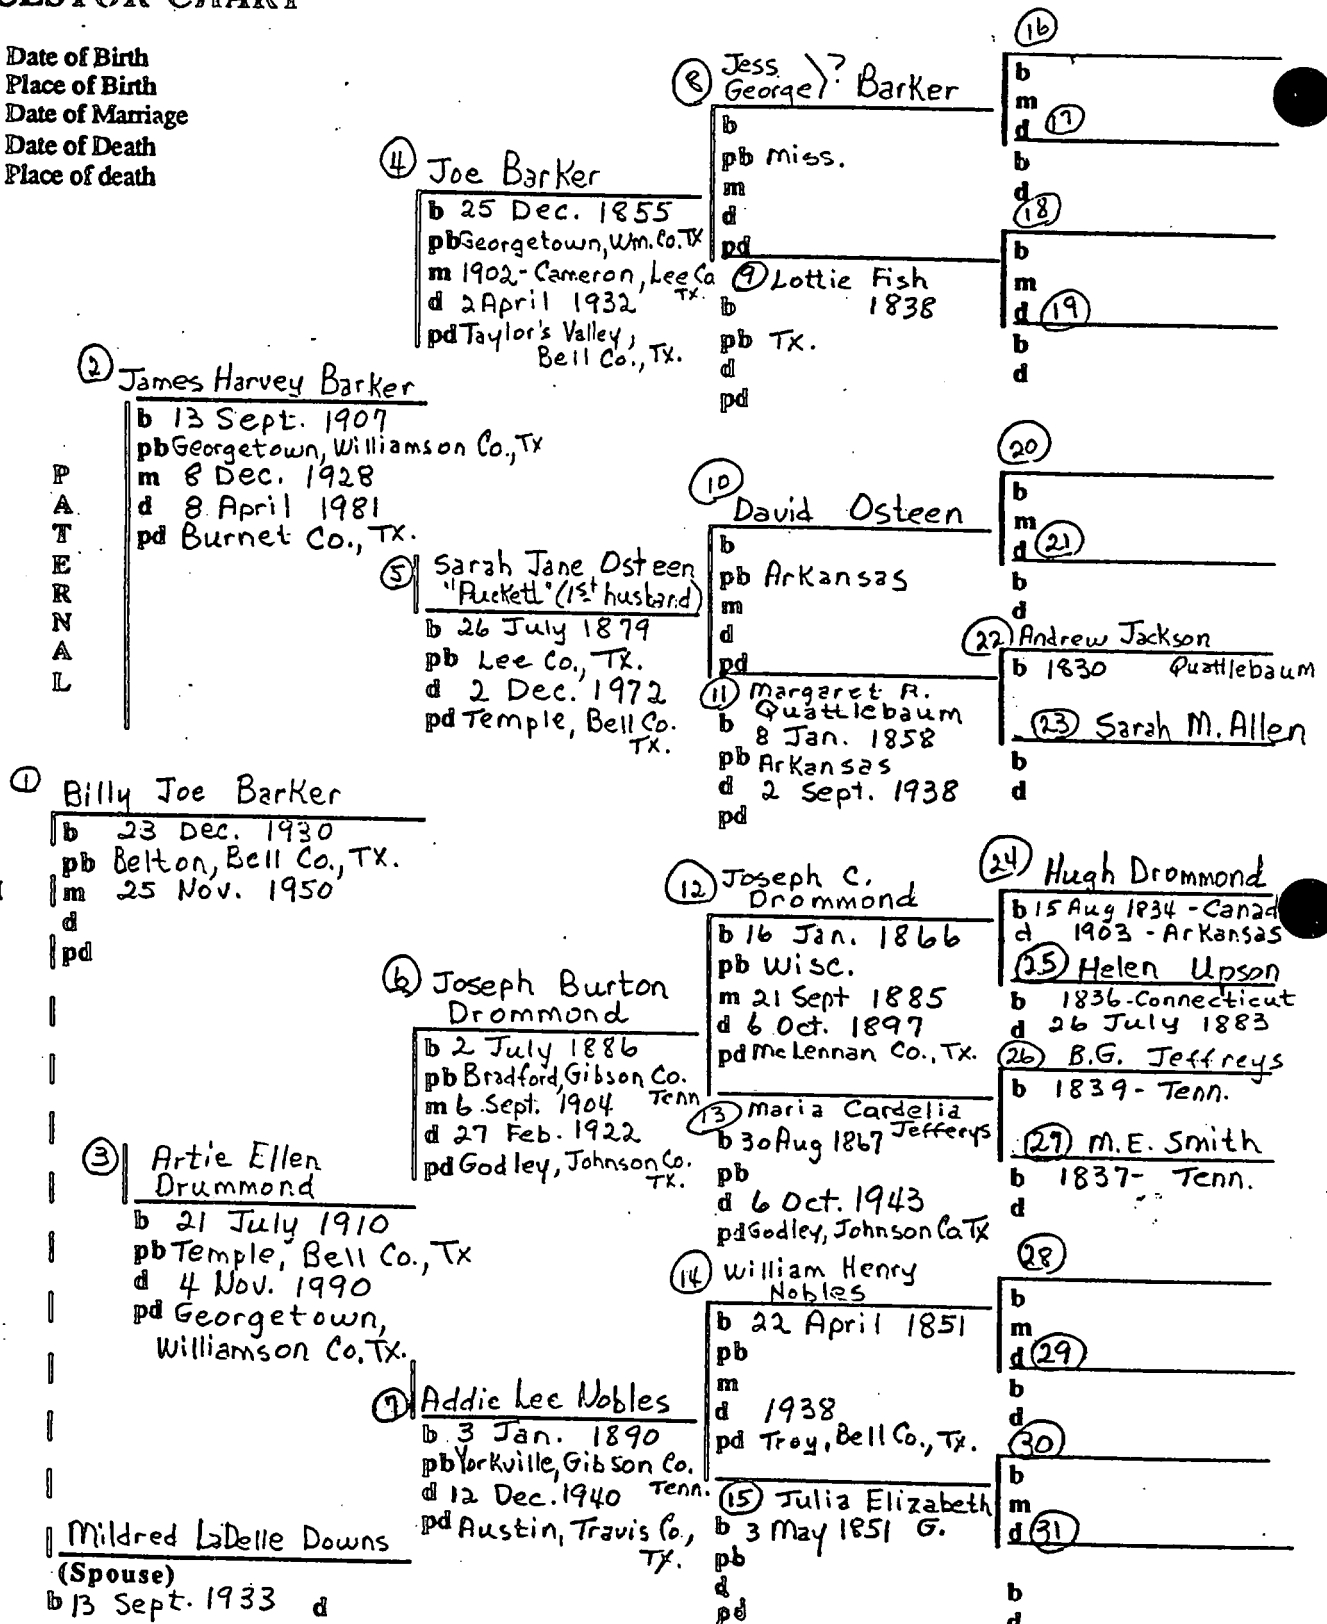 CESTOR CHART
Date of Birth
Place of Birth
Date of Marriage
Date of Death
Place of death
P
A
T
E
R
N
A
L
① Billy Joe Barker
b 23 Dec. 1930
pb Belton, Bell Co., TX.
m 25 Nov. 1950
d
pd
Mildred LaDelle Downs
(Spouse)
b 13 Sept. 1933 d
② James Harvey Barker
b 13 Sept. 1907
pb Georgetown, Williamson Co., TX
m 8 Dec. 1928
d 8 April 1981
pd Burnet Co., TX.
③ Artie Ellen
Drummond
b 21 July 1910
pb Temple, Bell Co., TX
d 4 Nov. 1990
pd Georgetown,
Williamson Co, TX.
④ Joe Barker
b 25 Dec. 1855
pb Georgetown, Wm. Co. TX
m 1902 - Cameron, Lee Co
TX.
d 2 April 1932
pd Taylor's Valley,
Bell Co., TX.
⑤ Sarah Jane Osteen
"Puckett" (1st husband)
b 26 July 1879
pb Lee Co., TX.
d 2 Dec. 1972
pd Temple, Bell Co.
TX.
⑥ Joseph Burton
Drommond
b 2 July 1886
pb Bradford, Gibson Co.
Tenn
m 6 Sept. 1904
d 27 Feb. 1922
pd Godley, Johnson Co.
TX.
⑦ Addie Lee Nobles
b 3 Jan. 1890
pb Yorkville, Gibson Co.
Tenn.
d 12 Dec. 1940
pd Austin, Travis Co.,
TX.
⑧ Jess
George )? Barker
b
pb Miss.
m
d
pd
⑨ Lottie Fish
b 1838
pb TX.
d
pd
⑩ David Osteen
b
pb Arkansas
m
d
pd
⑪ Margaret A.
Quattlebaum
b 8 Jan. 1858
pb Arkansas
d 2 Sept. 1938
pd
⑫ Joseph C.
Drommond
b 16 Jan. 1866
pb Wisc.
m 21 Sept 1885
d 6 Oct. 1897
pd McLennan Co., TX.
⑬ Maria Cardelia
Jefferys
b 30 Aug 1867
pb
d 6 Oct. 1943
pd Godley, Johnson Co TX
⑭ William Henry
Nobles
b 22 April 1851
pb
m
d 1938
pd Troy, Bell Co., TX.
⑮ Julia Elizabeth
G.
b 3 May 1851
pb
d
pd
⑯
b
m
d ⑰
b
d
⑱
b
m
d ⑲
b
d
⑳
b
m
d ㉑
b
d
㉒ Andrew Jackson
Quattlebaum
b 1830
㉓ Sarah M. Allen
b
d
㉔ Hugh Drommond
b 15 Aug 1834 - Canad
d 1903 - Arkansas
㉕ Helen Upson
b 1836 - Connecticut
d 26 July 1883
㉖ B.G. Jeffreys
b 1839 - Tenn.
㉗ M.E. Smith
b 1837 - Tenn.
d
㉘
b
m
d ㉙
b
d
㉚
b
m
d ㉛
b
d